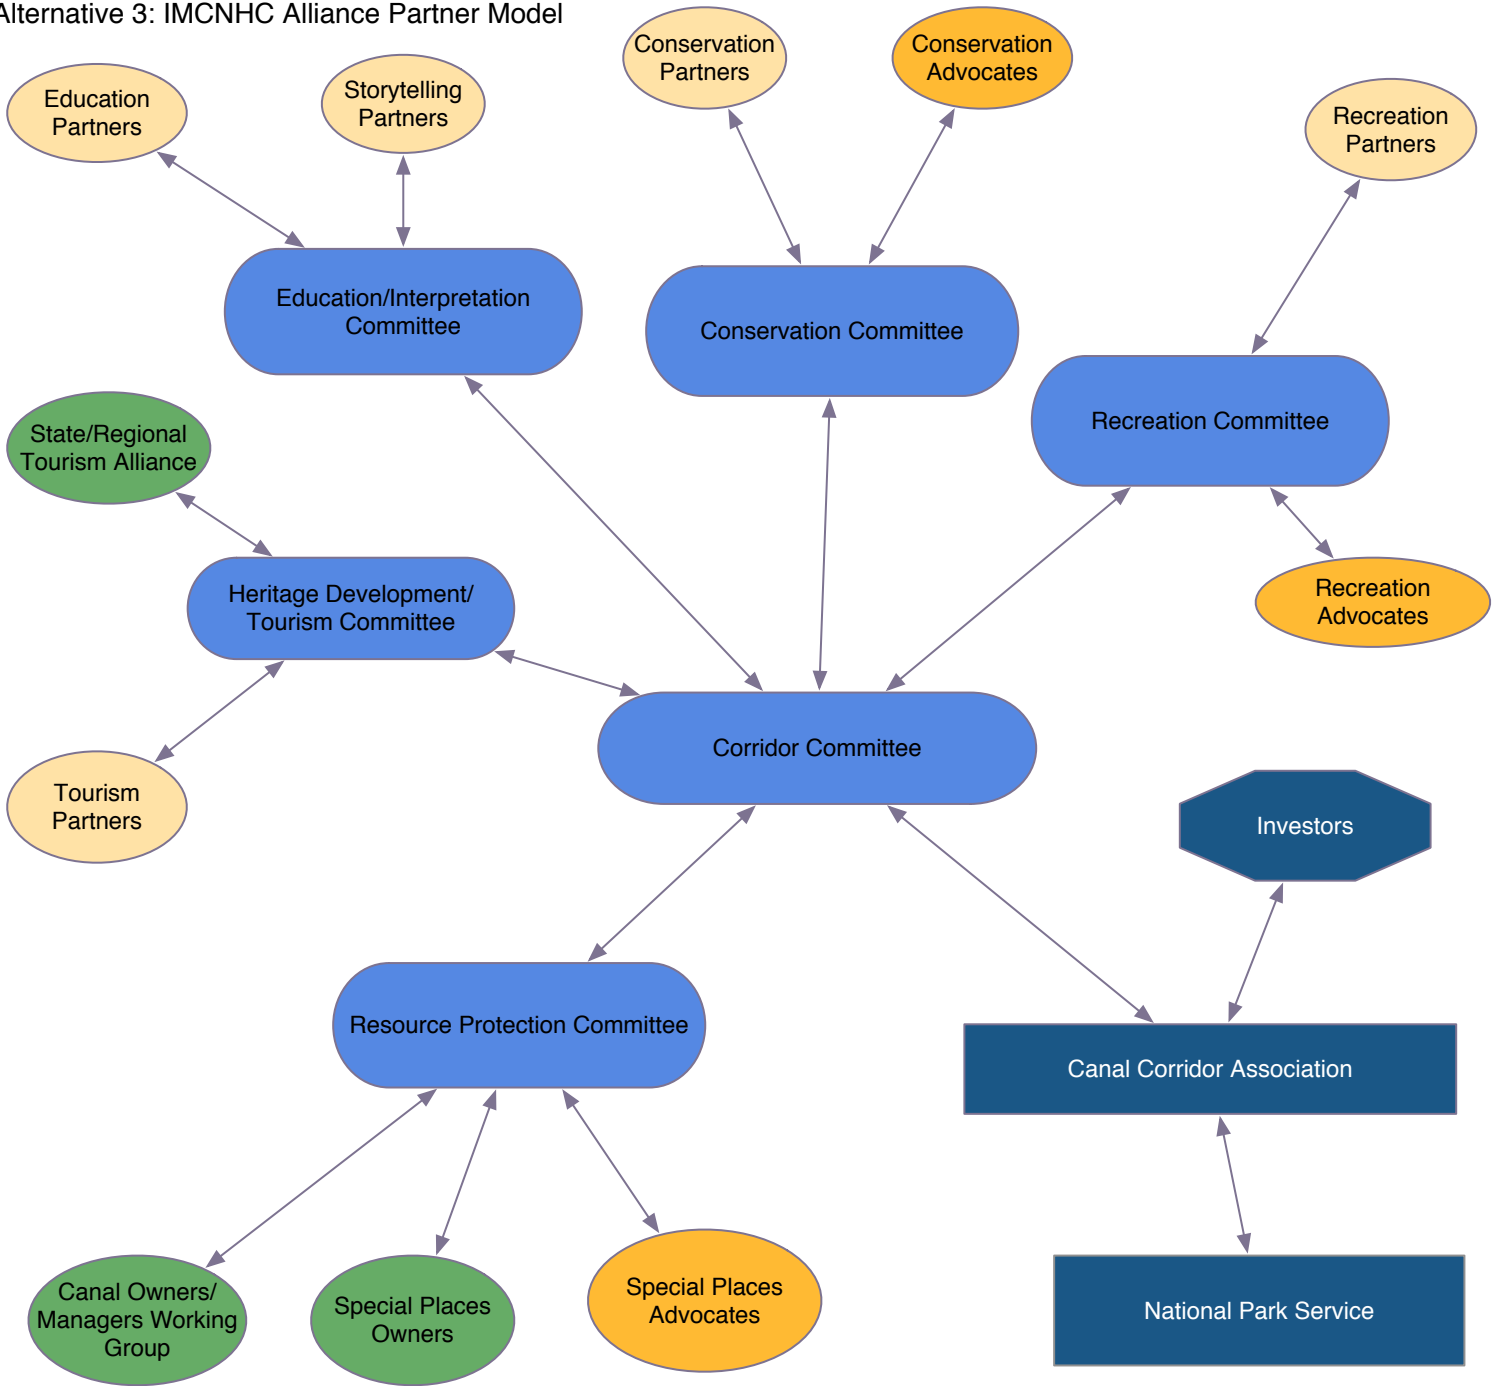 Alternative 3: IMCNHC Alliance Partner Model
Education
Partners
Storytelling
Partners
Conservation
Partners
Conservation
Advocates
Recreation
Partners
Education/Interpretation
Committee
Conservation Committee
Recreation Committee
State/Regional
Tourism Alliance
Heritage Development/
Tourism Committee
Recreation
Advocates
Corridor Committee
Tourism
Partners
Investors
Resource Protection Committee
Canal Corridor Association
Canal Owners/
Managers Working
Group
Special Places
Owners
Special Places
Advocates
National Park Service